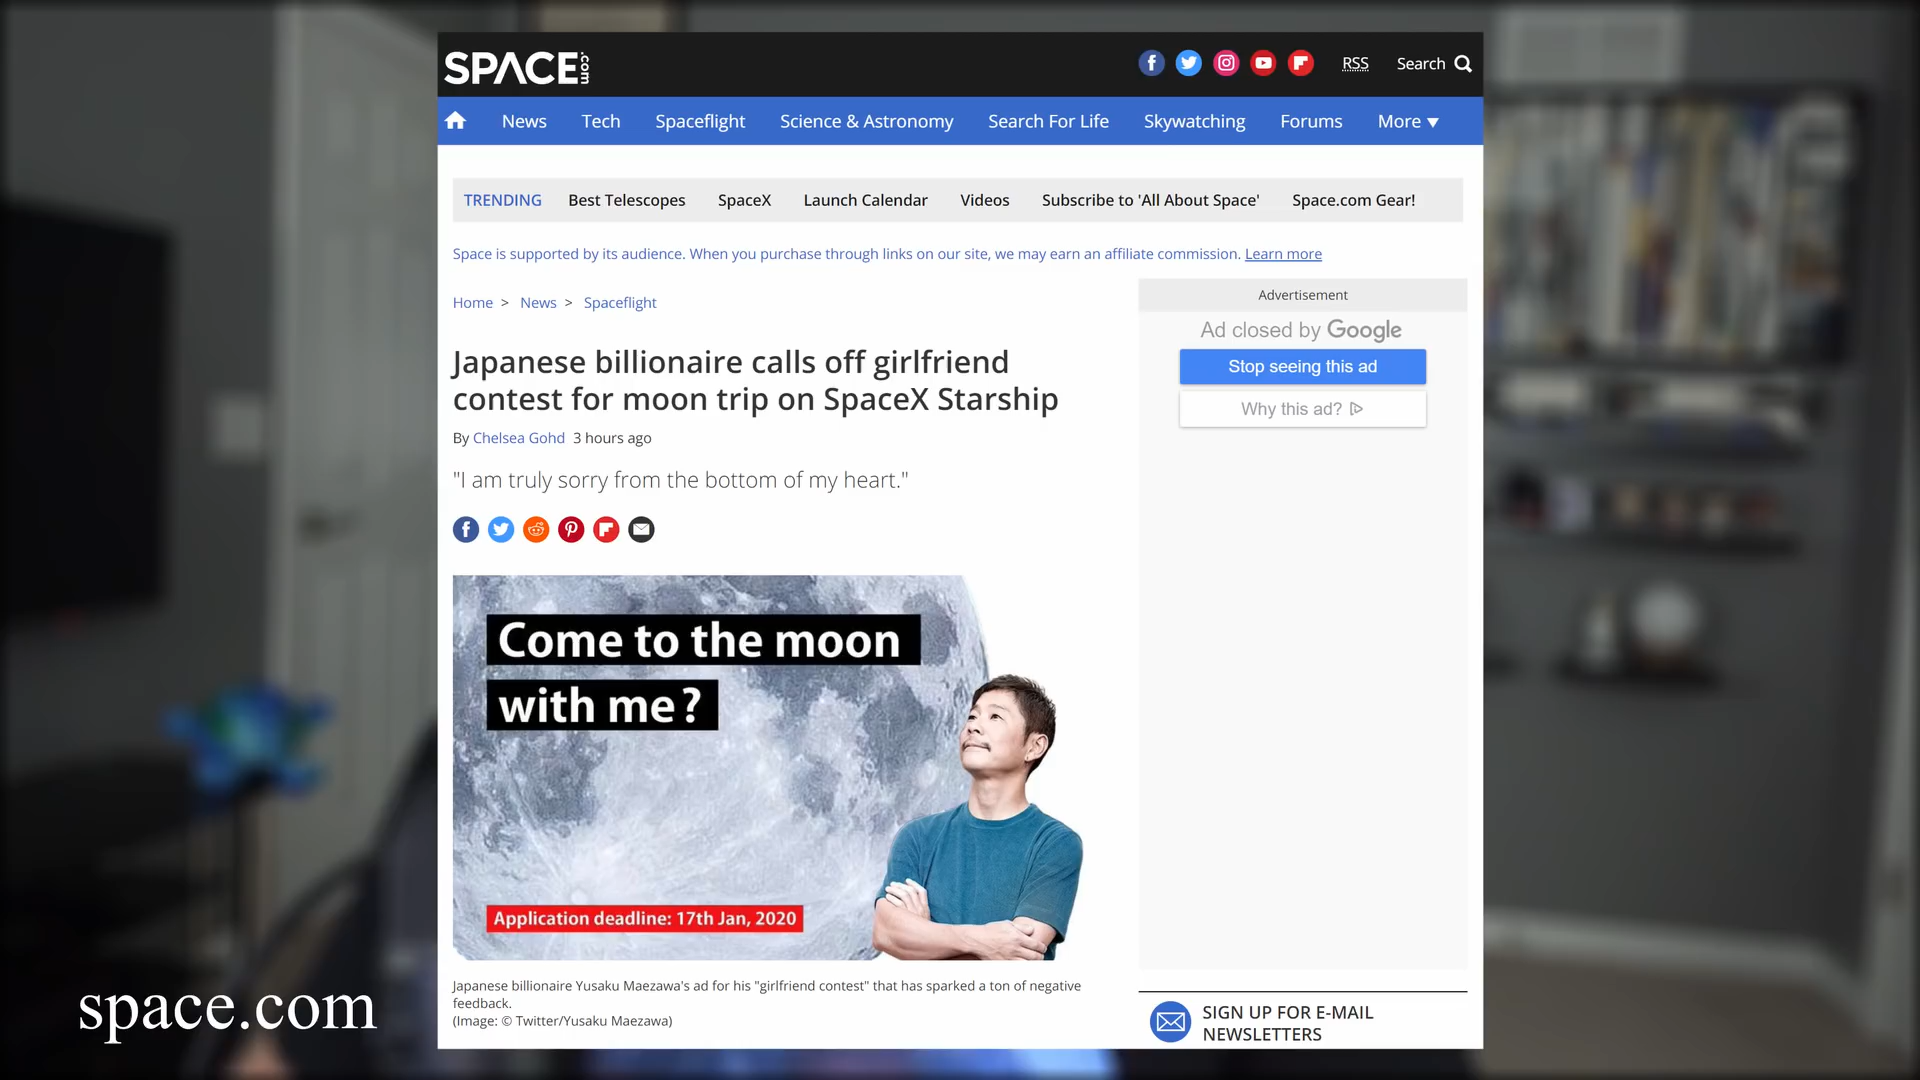 SPACE.com
RSS
Search
News
Tech
Spaceflight
Science & Astronomy
Search For Life
Skywatching
Forums
More
TRENDING
Best Telescopes
SpaceX
Launch Calendar
Videos
Subscribe to 'All About Space'
Space.com Gear!
Space is supported by its audience. When you purchase through links on our site, we may earn an affiliate commission. Learn more
Home > News > Spaceflight
Japanese billionaire calls off girlfriend
contest for moon trip on SpaceX Starship
By Chelsea Gohd 3 hours ago
"I am truly sorry from the bottom of my heart."
Come to the moon
with me?
Application deadline: 17th Jan, 2020
Japanese billionaire Yusaku Maezawa's ad for his "girlfriend contest" that has sparked a ton of negative
feedback.
(Image: © Twitter/Yusaku Maezawa)
Advertisement
Ad closed by Google
Stop seeing this ad
Why this ad?
SIGN UP FOR E-MAIL
NEWSLETTERS
space.com